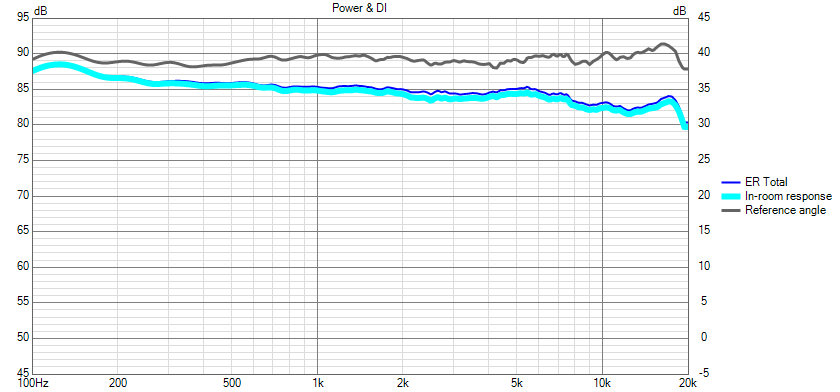 Power & DI
95 dB dB 45
90 40
85 35
80 30
75 25
70 20
65 15
60 10
55 5
50 0
45 -5
100Hz 200 500 1k 2k 5k 10k 20k
ER Total
In-room response
Reference angle